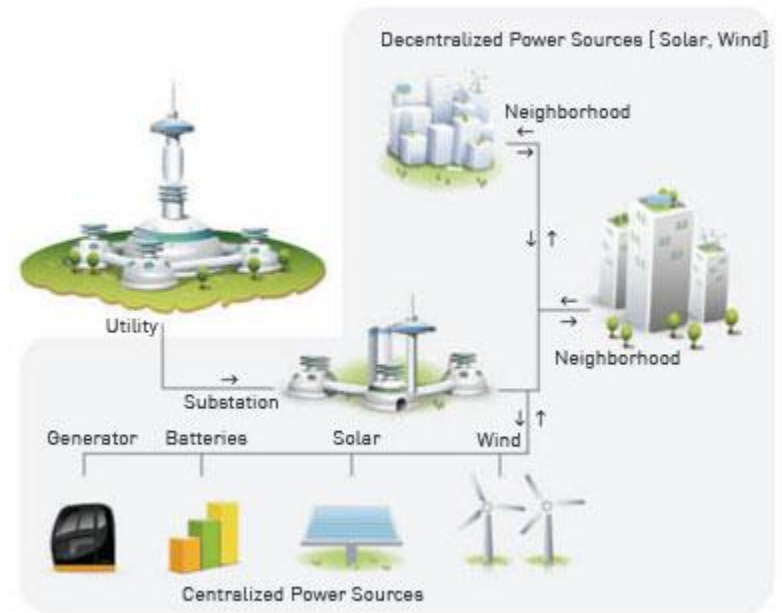 Decentralized Power Sources [ Solar, Wind]
Neighborhood
Utility
Neighborhood
Substation
Generator
Batteries
Solar
Wind
Centralized Power Sources